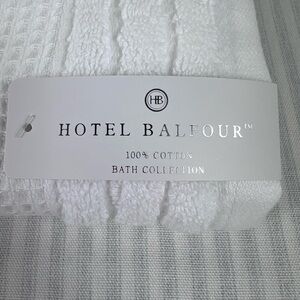 HB
HOTEL BALFOUR™
100% COTTON
BATH COLLECTION